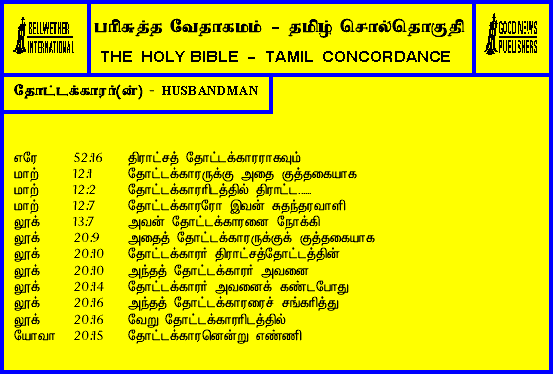 BELLWETHER
INTERNATIONAL
பரிசுத்த வேதாகமம் - தமிழ் சொல்தொகுதி
THE HOLY BIBLE - TAMIL CONCORDANCE
GOOD NEWS
PUBLISHERS
தோட்டக்காரர்(ன்) - HUSBANDMAN
எரே 52:16 திராட்சத் தோட்டக்காரராகவும்
மாற் 12:1 தோட்டக்காரருக்கு அதை குத்தகையாக
மாற் 12:2 தோட்டக்காரரிடத்தில் திராட்ட......
மாற் 12:7 தோட்டக்காரரோ இவன் சுதந்தரவாளி
லூக் 13:7 அவன் தோட்டக்காரனை நோக்கி
லூக் 20:9 அதைத் தோட்டக்காரருக்குக் குத்தகையாக
லூக் 20:10 தோட்டக்காரர் திராட்சத்தோட்டத்தின்
லூக் 20:10 அந்தத் தோட்டக்காரர் அவனை
லூக் 20:14 தோட்டக்காரர் அவனைக் கண்டபோது
லூக் 20:16 அந்தத் தோட்டக்காரரைச் சங்கரித்து
லூக் 20:16 வேறு தோட்டக்காரரிடத்தில்
யோவா 20:15 தோட்டக்காரனென்று எண்ணி